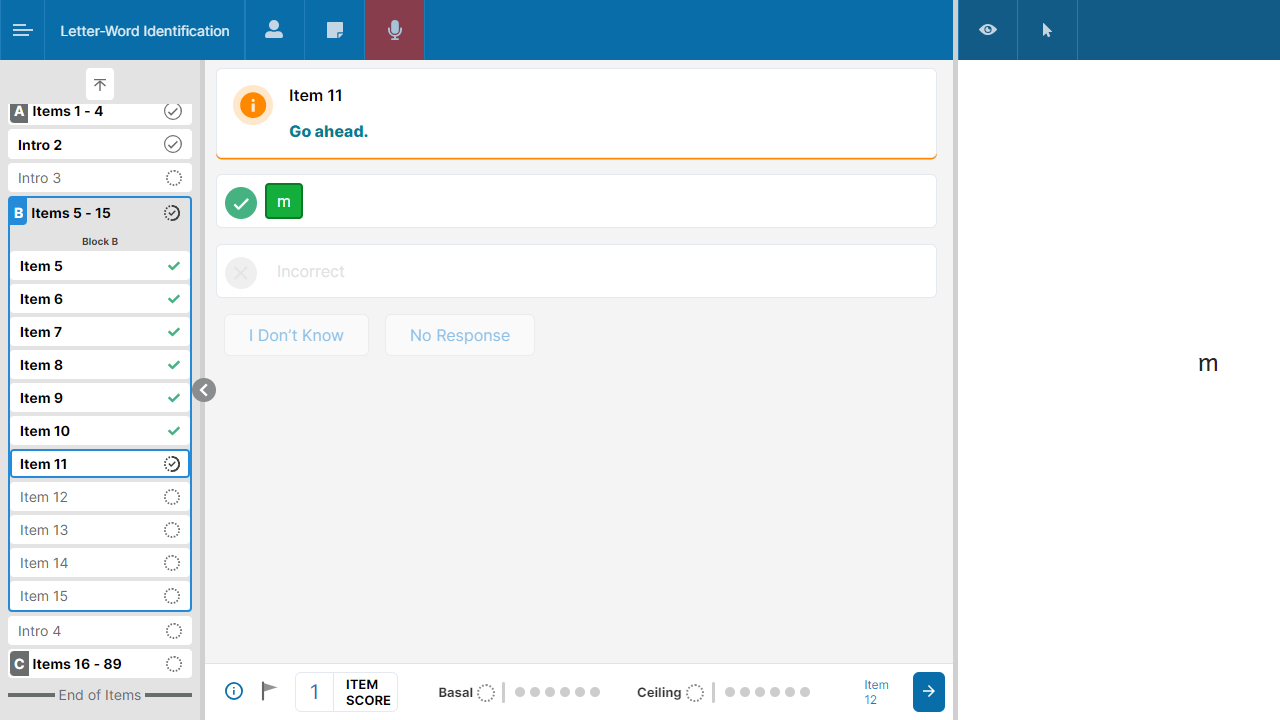 Letter-Word Identification
A Items 1 - 4
Intro 2
Intro 3
B Items 5 - 15
Block B
Item 5
Item 6
Item 7
Item 8
Item 9
Item 10
Item 11
Item 12
Item 13
Item 14
Item 15
Intro 4
C Items 16 - 89
End of Items
Item 11
Go ahead.
m
Incorrect
I Don't Know
No Response
1
ITEM
SCORE
Basal
Ceiling
Item
12
m